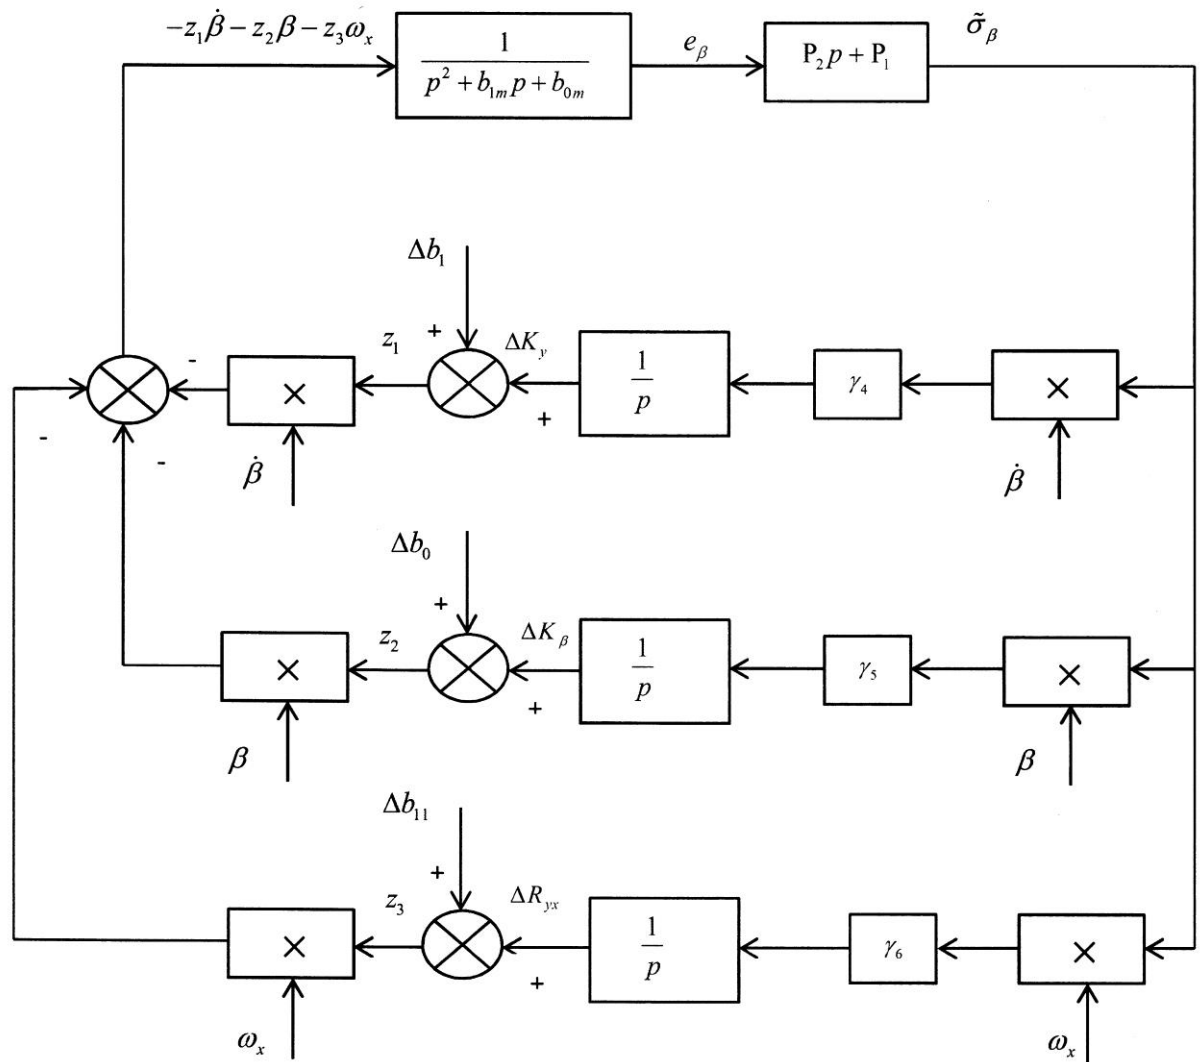 −z₁β̇ − z₂β − z₃ωₓ
1
p² + b₁ₘp + b₀ₘ
e_β
P₂p + P₁
σ̃_β
Δb₁
+
z₁
ΔK_y
+
1
p
γ₄
×
β̇
-
×
β̇
-
-
Δb₀
+
z₂
ΔK_β
+
1
p
γ₅
×
β
×
β
Δb₁₁
+
z₃
ΔR_yx
+
1
p
γ₆
×
ωₓ
×
ωₓ